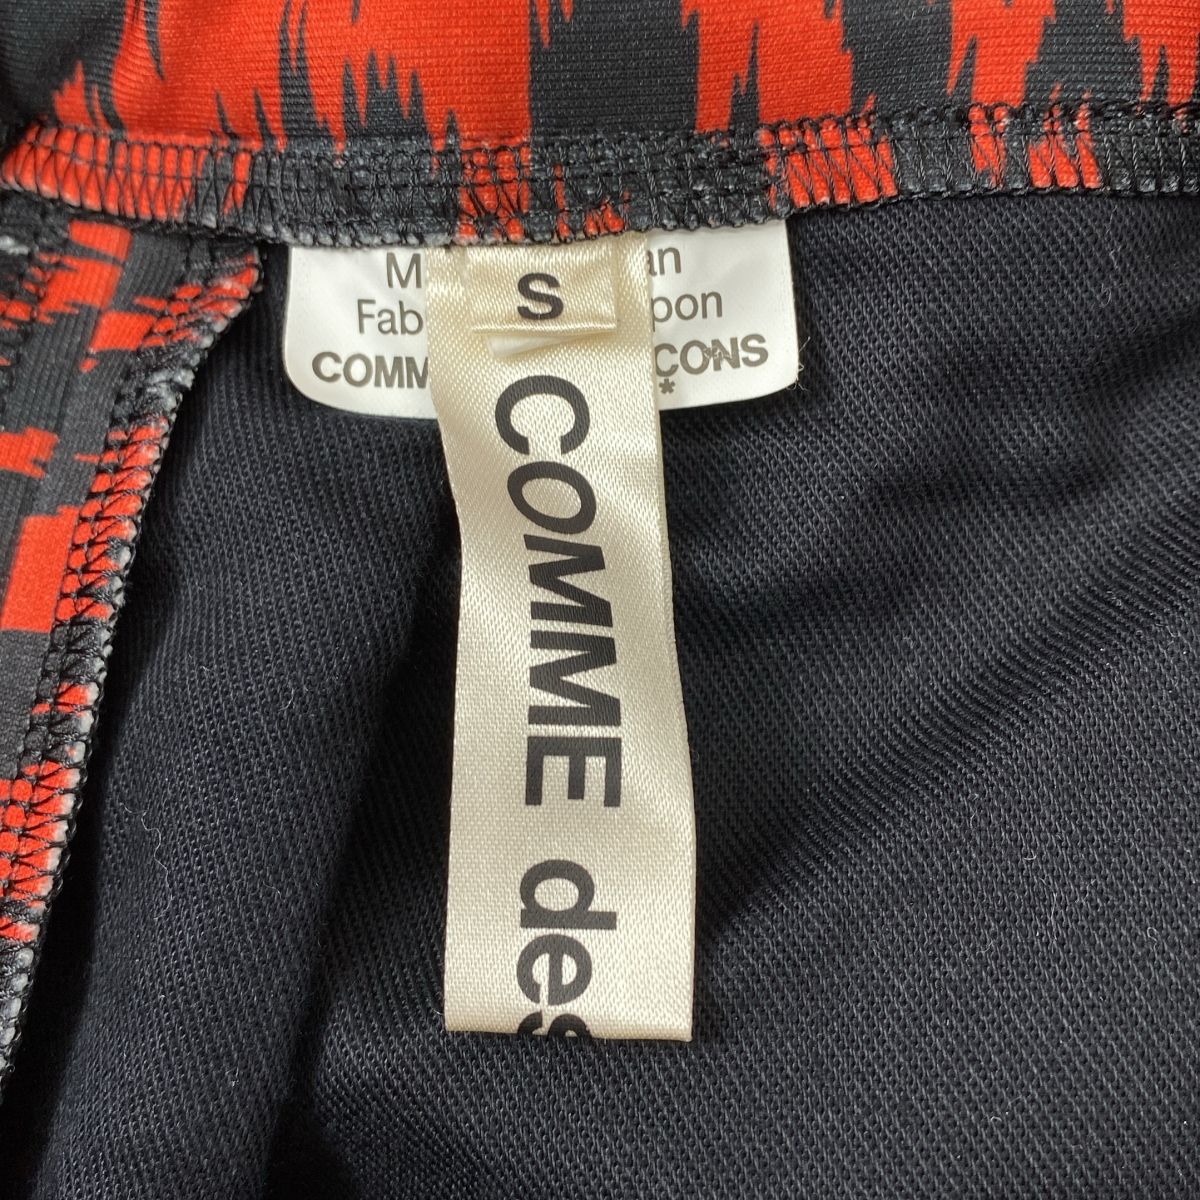 S
COMME des
M an
Fab pon
COMM CONS
*